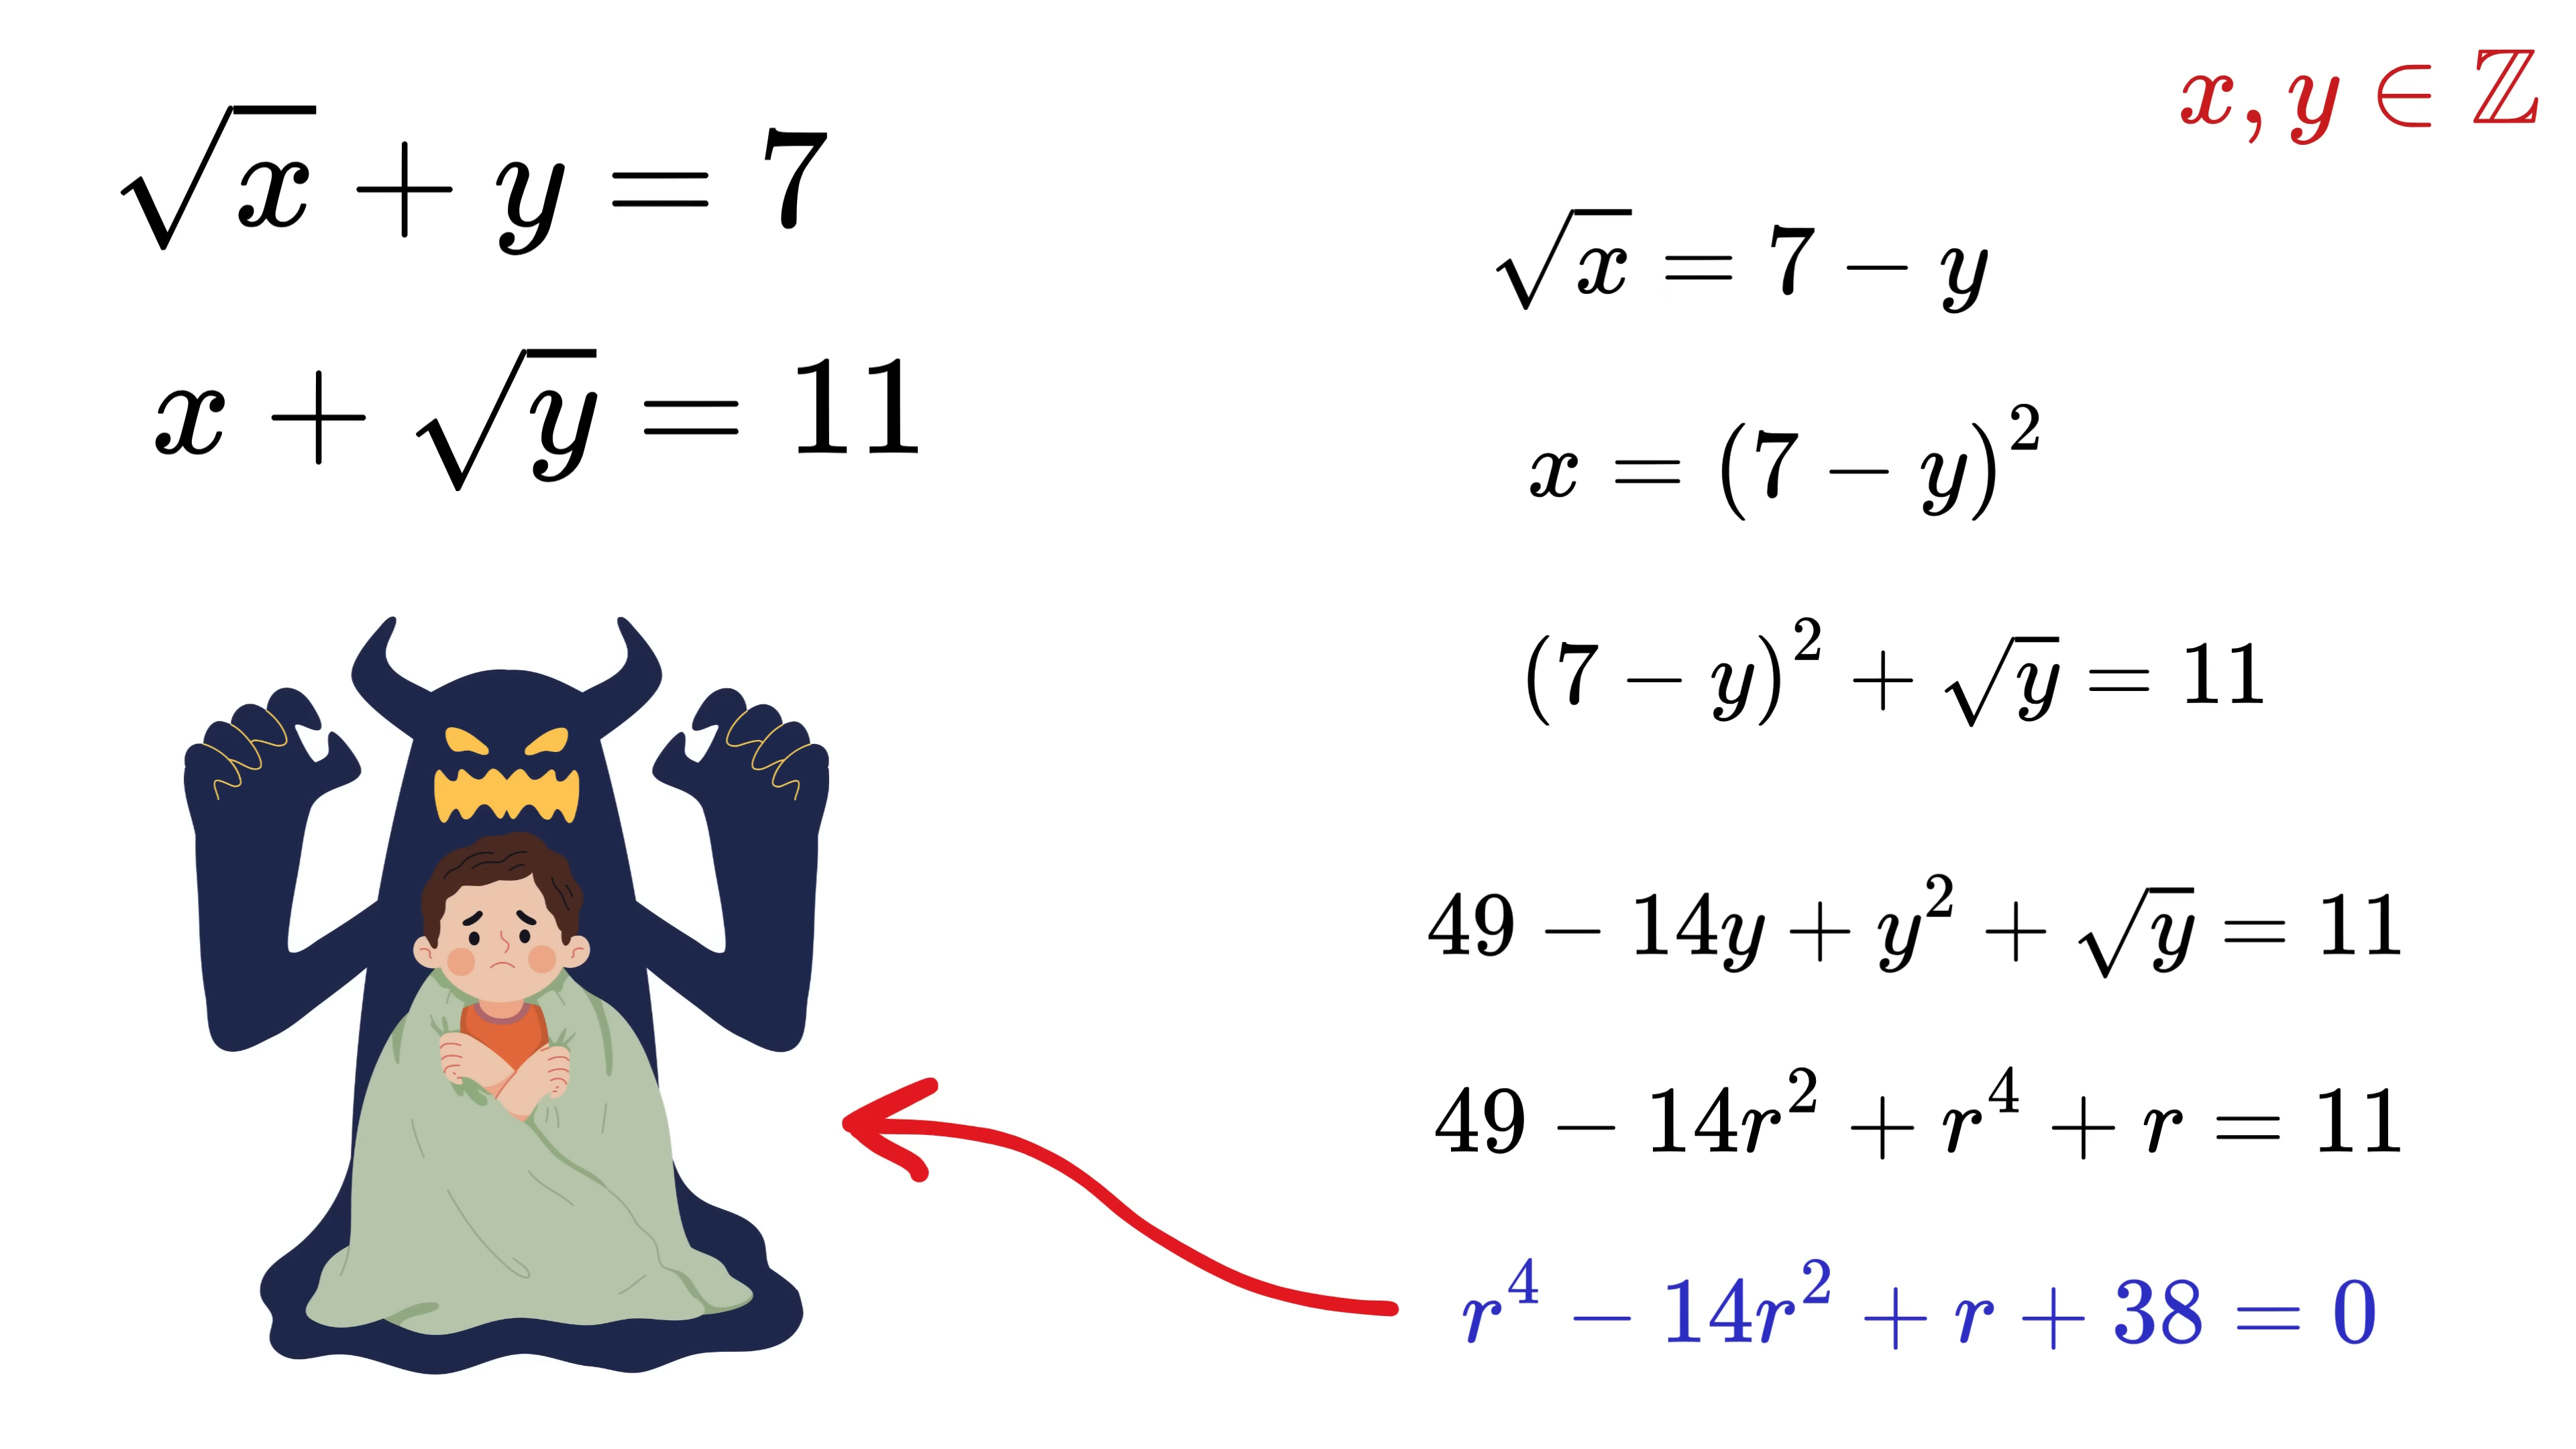 √x + y = 7
x + √y = 11
x, y ∈ ℤ
√x = 7 − y
x = (7 − y)²
(7 − y)² + √y = 11
49 − 14y + y² + √y = 11
49 − 14r² + r⁴ + r = 11
r⁴ − 14r² + r + 38 = 0